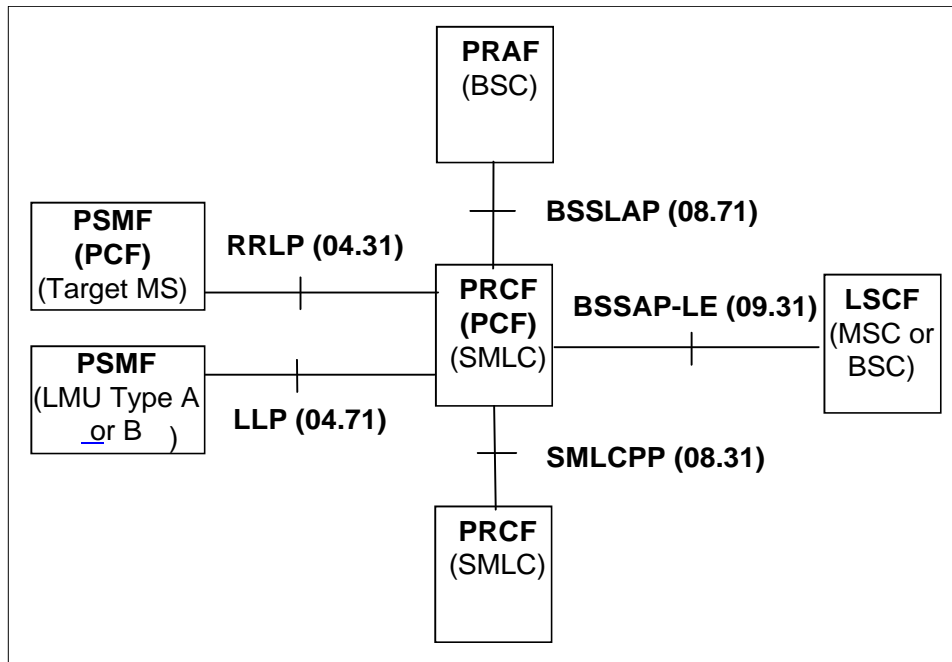 PRAF
(BSC)
BSSLAP (08.71)
PSMF
(PCF)
(Target MS)
RRLP (04.31)
PRCF
(PCF)
(SMLC)
BSSAP-LE (09.31)
LSCF
(MSC or
BSC)
PSMF
(LMU Type A
or B )
LLP (04.71)
SMLCPP (08.31)
PRCF
(SMLC)